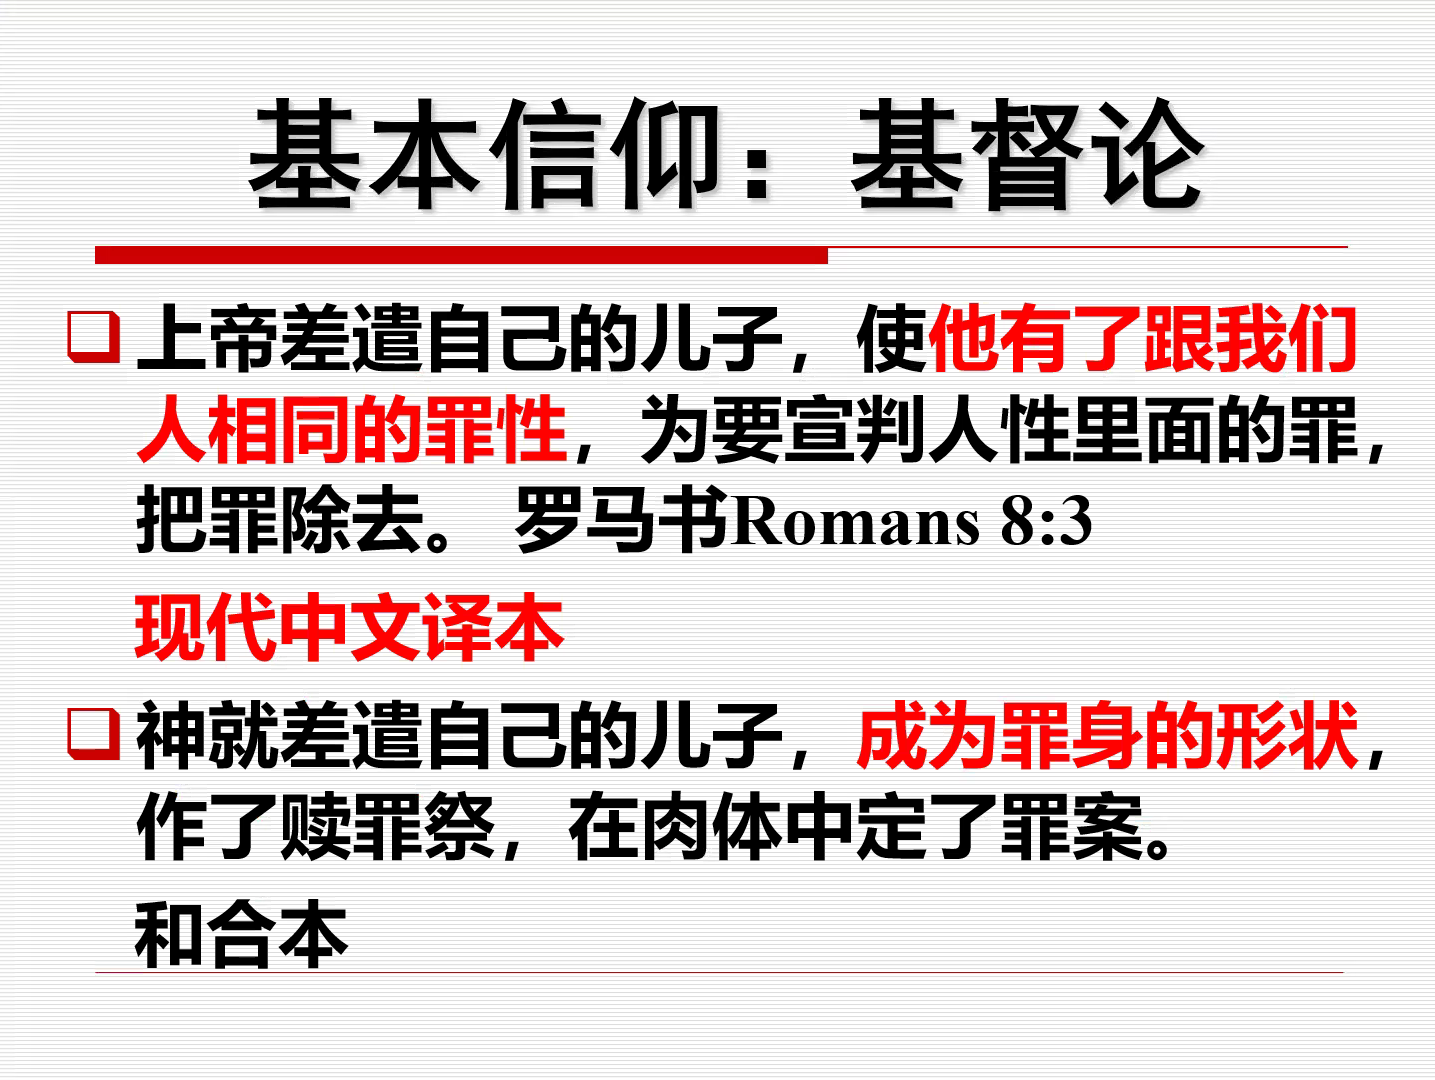 基本信仰：基督论
上帝差遣自己的儿子，使他有了跟我们
人相同的罪性，为要宣判人性里面的罪，
把罪除去。 罗马书Romans 8:3
现代中文译本
神就差遣自己的儿子，成为罪身的形状，
作了赎罪祭，在肉体中定了罪案。
和合本